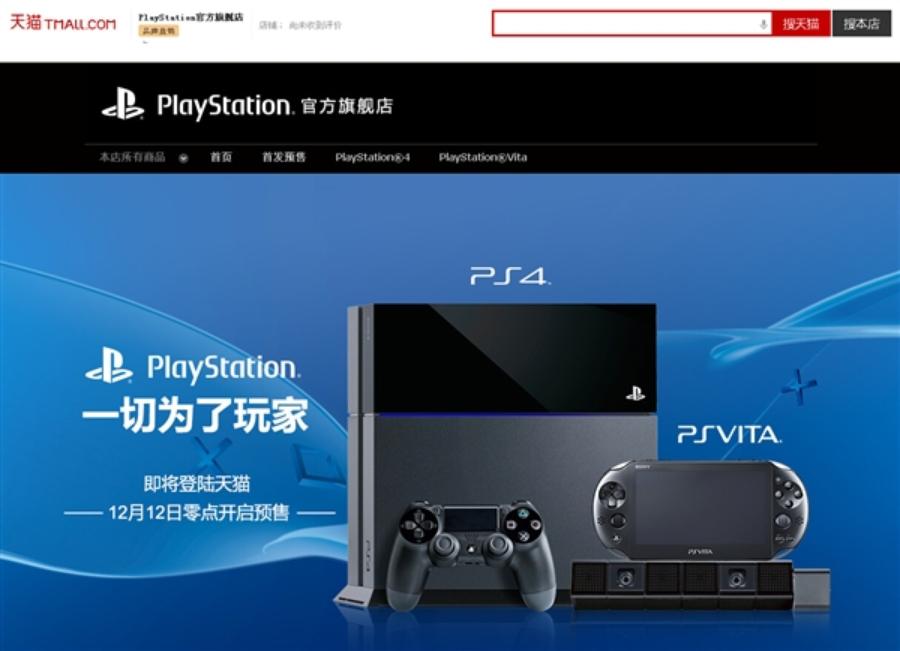 天猫 TMALL.COM
PlayStation官方旗舰店
品牌直销
店铺： 尚未收到评价
搜天猫
搜本店
PlayStation 官方旗舰店
本店所有商品 首页 首发预售 PlayStation®4 PlayStation®Vita
PS4
PlayStation
一切为了玩家
即将登陆天猫
12月12日零点开启预售
PSVITA
SONY
PSVITA
PS4